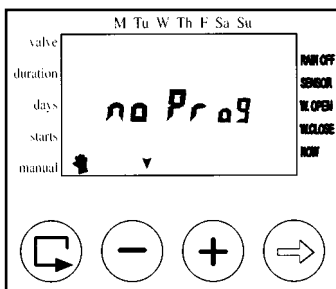 M Tu W Th F Sa Su
valve
duration
days
starts
manual
no Prog
RAIN OFF
SENSOR
W. OPEN
W.CLOSE
NOW